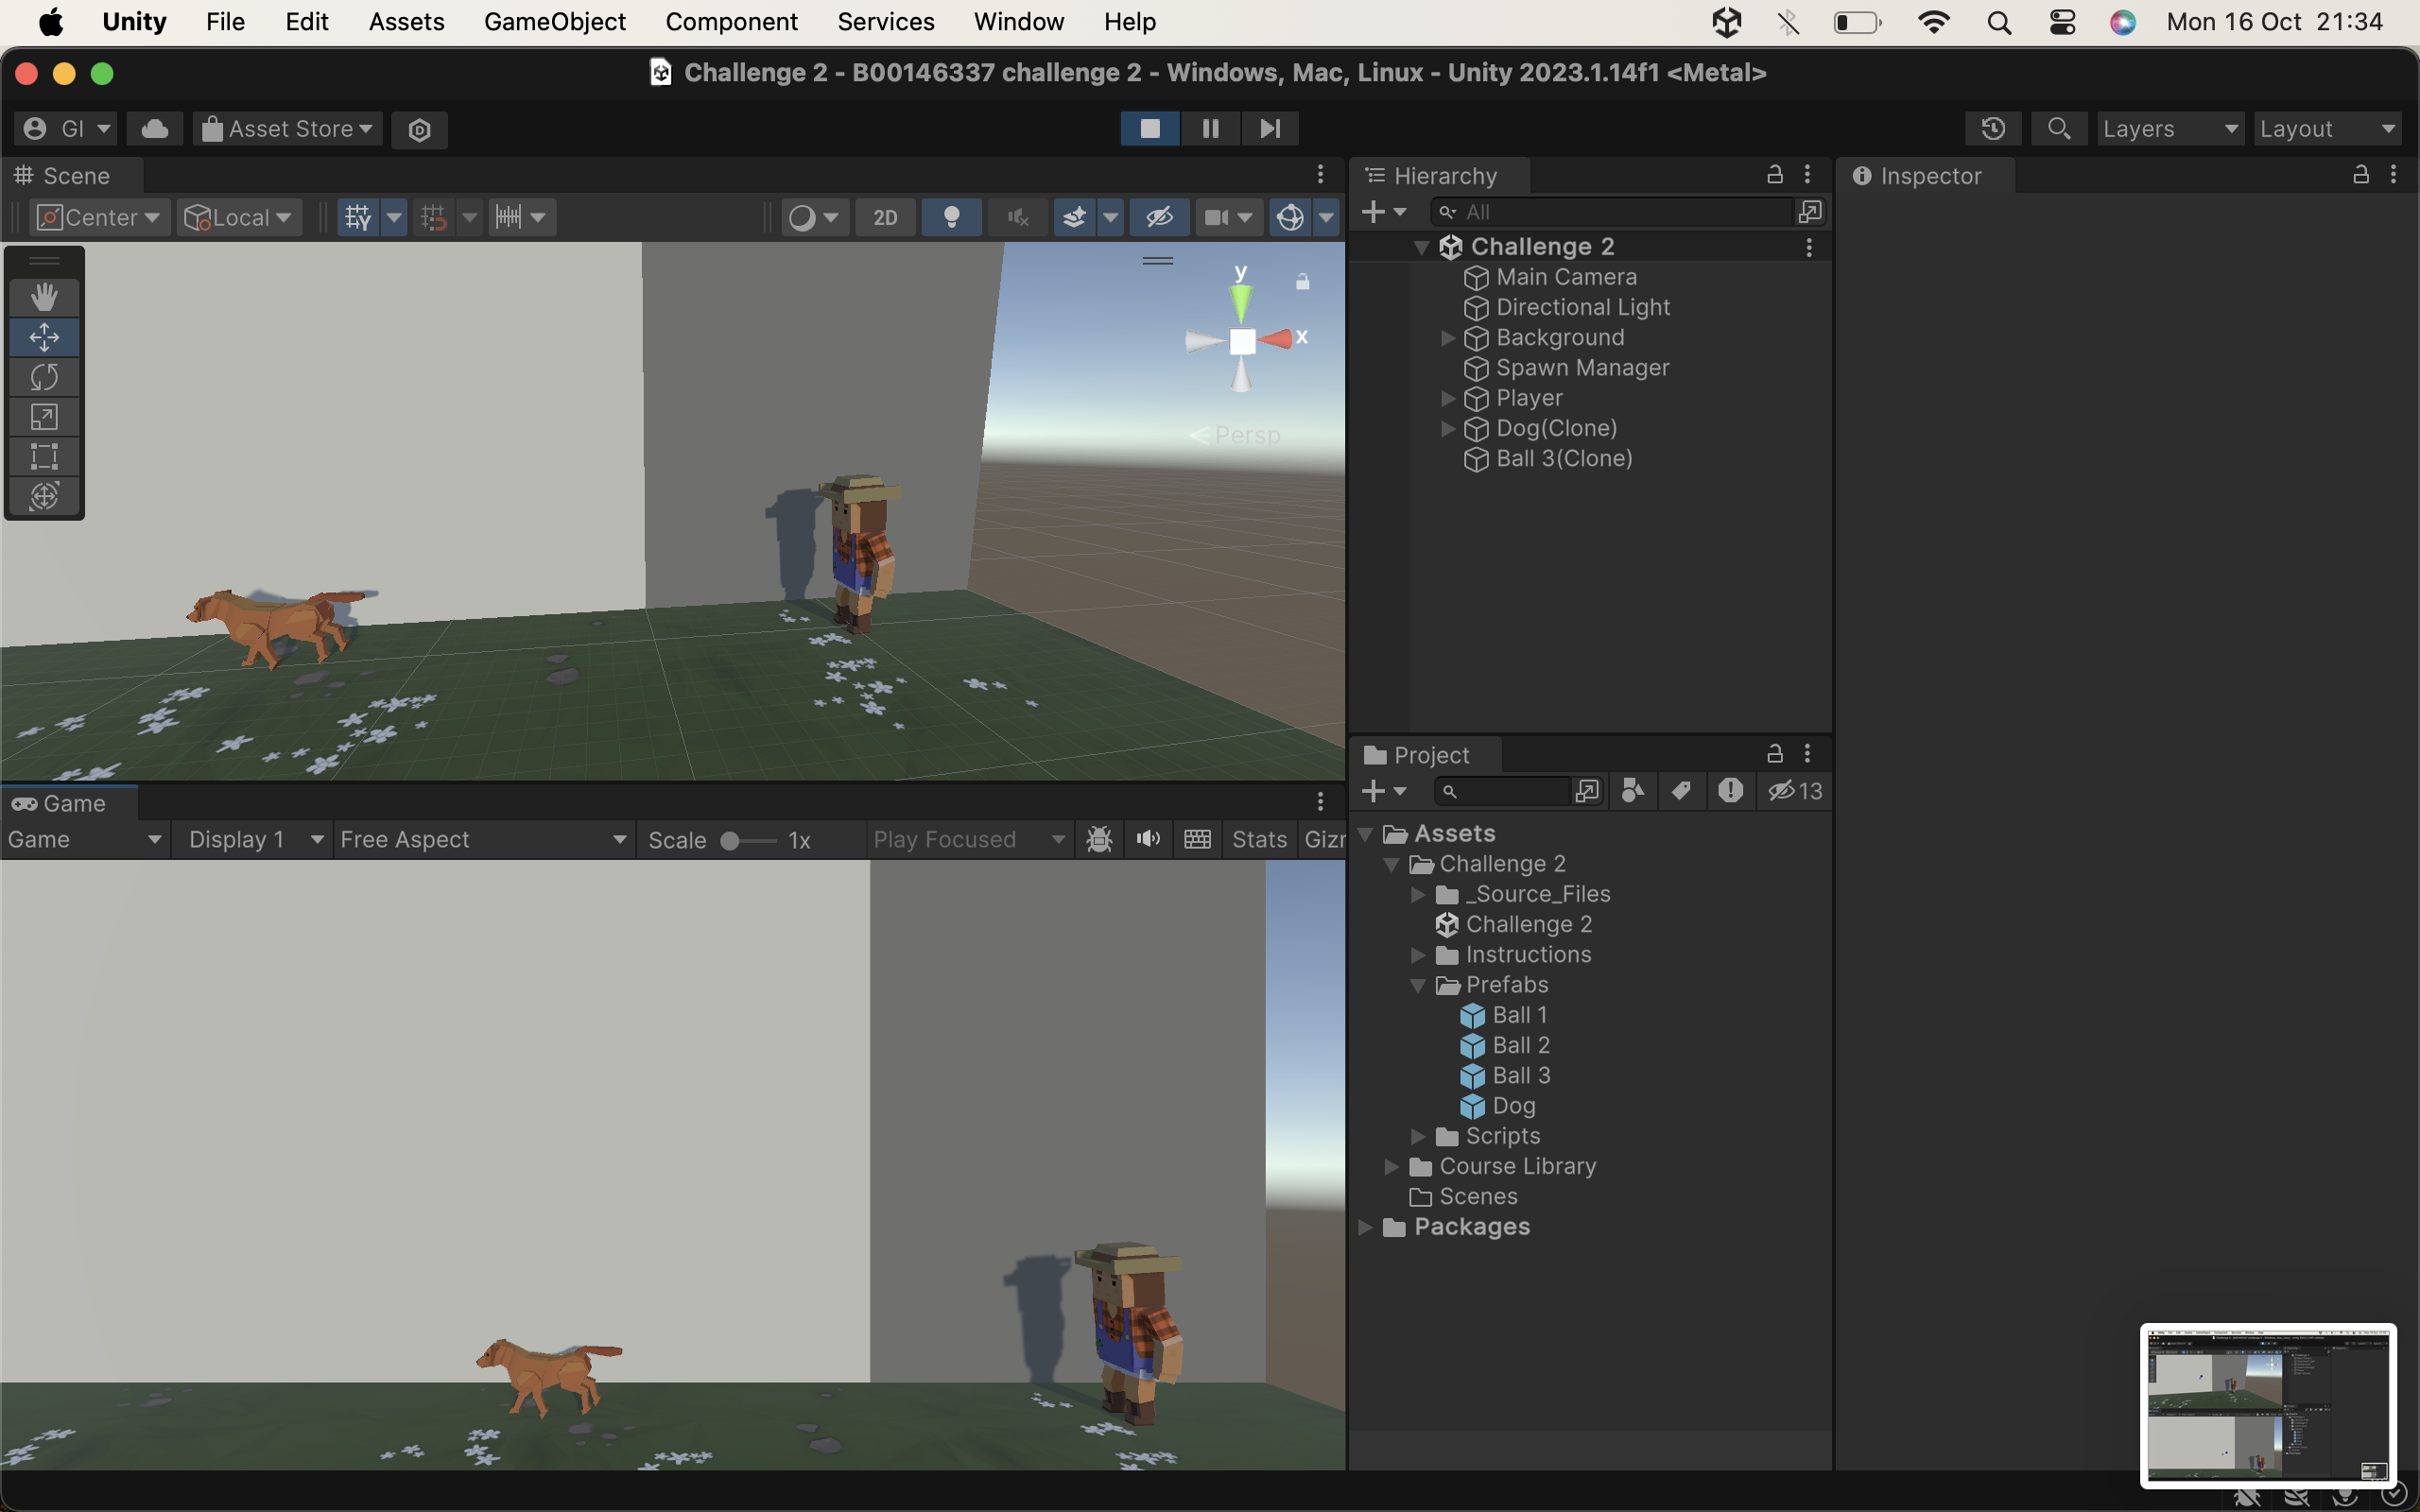 Unity File Edit Assets GameObject Component Services Window Help Mon 16 Oct 21:34
Challenge 2 - B00146337 challenge 2 - Windows, Mac, Linux - Unity 2023.1.14f1 <Metal>
GI Asset Store Layers Layout
Scene
Center Local 2D
y
x
Persp
Hierarchy
All
Challenge 2
Main Camera
Directional Light
Background
Spawn Manager
Player
Dog(Clone)
Ball 3(Clone)
Inspector
Game
Game Display 1 Free Aspect Scale 1x Play Focused Stats Giz
Project
13
Assets
Challenge 2
_Source_Files
Challenge 2
Instructions
Prefabs
Ball 1
Ball 2
Ball 3
Dog
Scripts
Course Library
Scenes
Packages